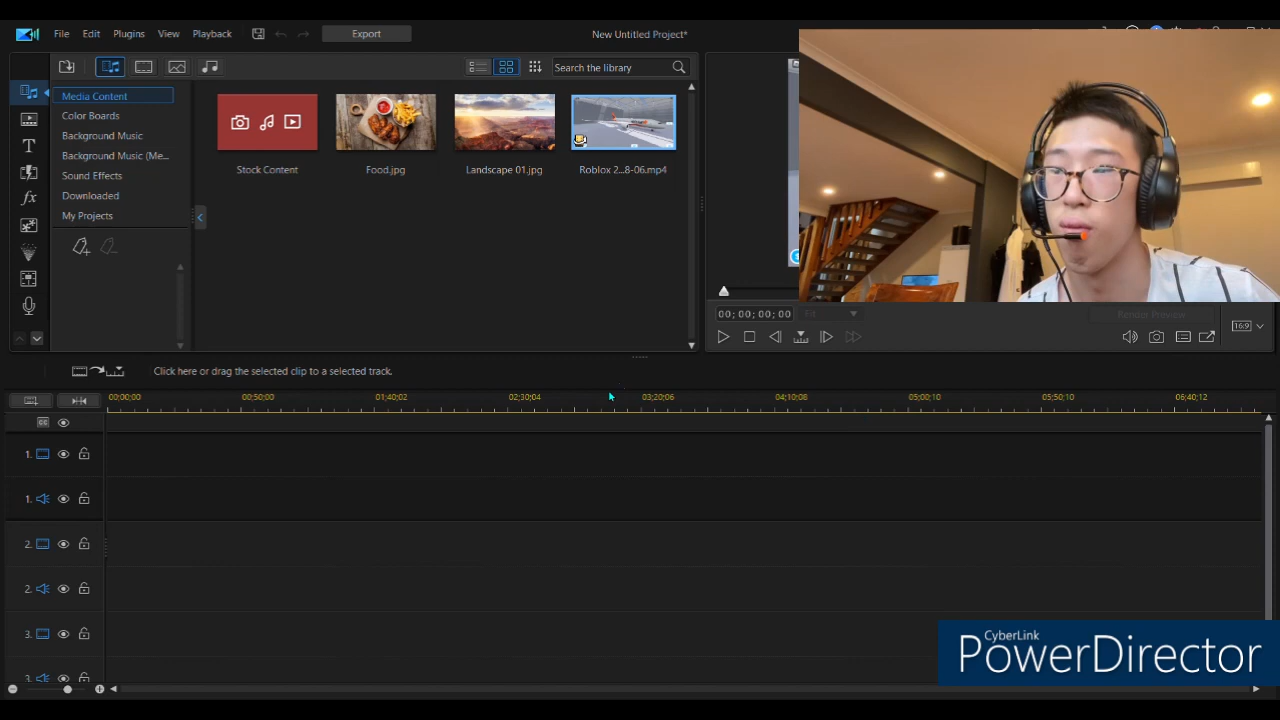 File Edit Plugins View Playback Export New Untitled Project*
Search the library
Media Content
Color Boards
Background Music
Background Music (Me...
Sound Effects
Downloaded
My Projects
Stock Content Food.jpg Landscape 01.jpg Roblox 2...8-06.mp4
00; 00; 00; 00 Fit Render Preview 16:9
Click here or drag the selected clip to a selected track.
00;00;00 00;50;00 01;40;02 02;30;04 03;20;06 04;10;08 05;00;10 05;50;10 06;40;12
CC
1.
1.
2.
2.
3.
3.
CyberLink
PowerDirector